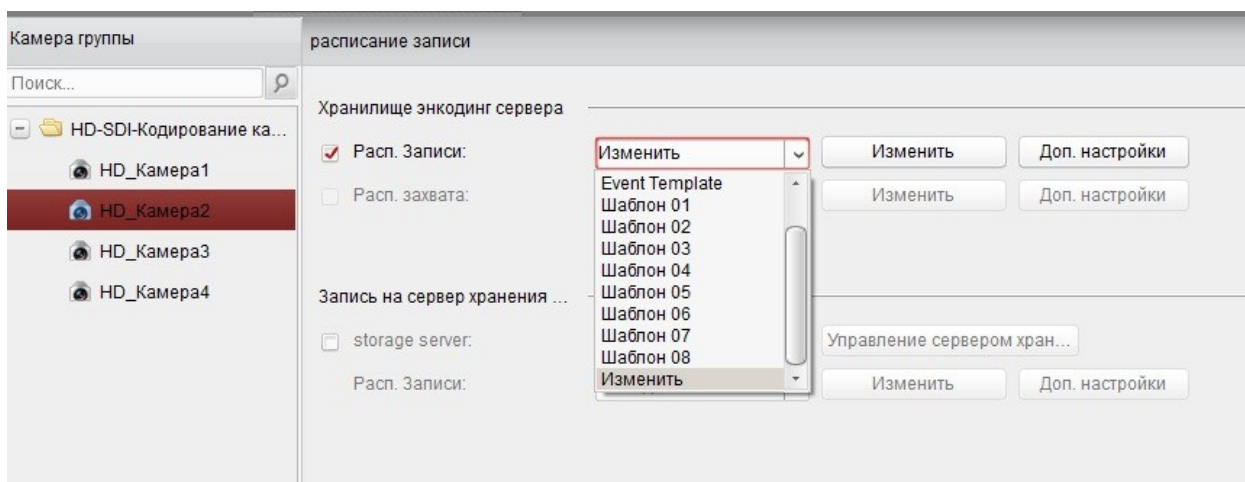 Камера группы
расписание записи
Поиск...
HD-SDI-Кодирование ка...
HD_Камера1
HD_Камера2
HD_Камера3
HD_Камера4
Хранилище энкодинг сервера
Расп. Записи:
Изменить
Изменить
Доп. настройки
Расп. захвата:
Изменить
Доп. настройки
Event Template
Шаблон 01
Шаблон 02
Шаблон 03
Шаблон 04
Шаблон 05
Шаблон 06
Шаблон 07
Шаблон 08
Изменить
Запись на сервер хранения ...
storage server:
Управление сервером хран...
Расп. Записи:
Изменить
Доп. настройки